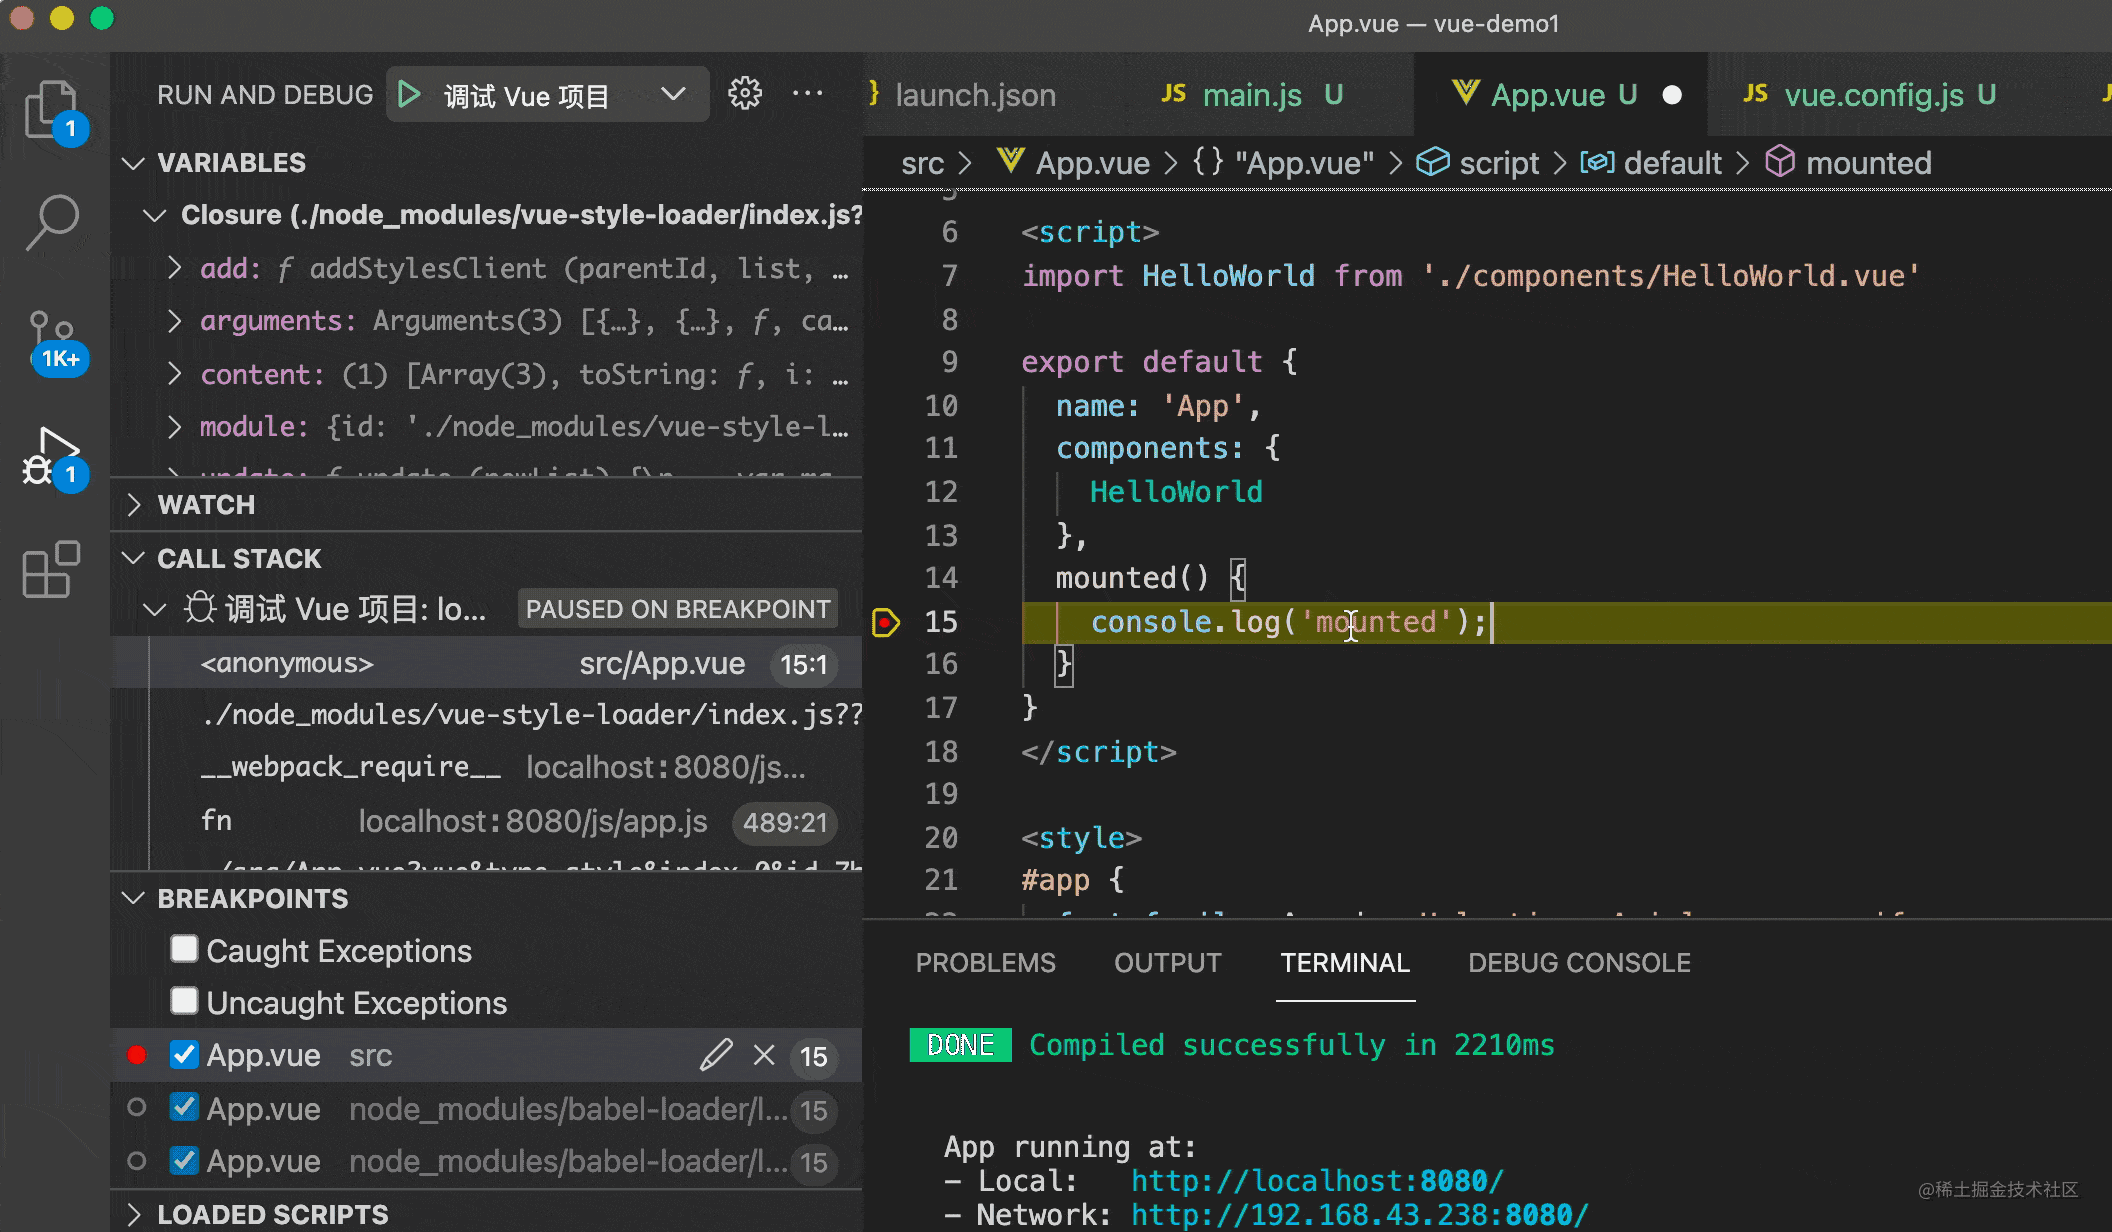 App.vue — vue-demo1
RUN AND DEBUG
调试 Vue 项目
1
VARIABLES
Closure (./node_modules/vue-style-loader/index.js?
add: f addStylesClient (parentId, list, …
arguments: Arguments(3) [{…}, {…}, f, ca…
content: (1) [Array(3), toString: f, i: …
module: {id: './node_modules/vue-style-l…
1K+
WATCH
1
CALL STACK
调试 Vue 项目: lo...
PAUSED ON BREAKPOINT
<anonymous> src/App.vue 15:1
./node_modules/vue-style-loader/index.js??
__webpack_require__ localhost:8080/js...
fn localhost:8080/js/app.js 489:21
BREAKPOINTS
Caught Exceptions
Uncaught Exceptions
App.vue src 15
App.vue node_modules/babel-loader/l... 15
App.vue node_modules/babel-loader/l... 15
LOADED SCRIPTS
} launch.json
JS main.js U
App.vue U
JS vue.config.js U
src > App.vue > {} "App.vue" > script > default > mounted
6 <script>
7 import HelloWorld from './components/HelloWorld.vue'
8
9 export default {
10 name: 'App',
11 components: {
12 HelloWorld
13 },
14 mounted() {
15 console.log('mounted');
16 }
17 }
18 </script>
19
20 <style>
21 #app {
PROBLEMS OUTPUT TERMINAL DEBUG CONSOLE
DONE Compiled successfully in 2210ms
App running at:
- Local: http://localhost:8080/
- Network: http://192.168.43.238:8080/
@稀土掘金技术社区